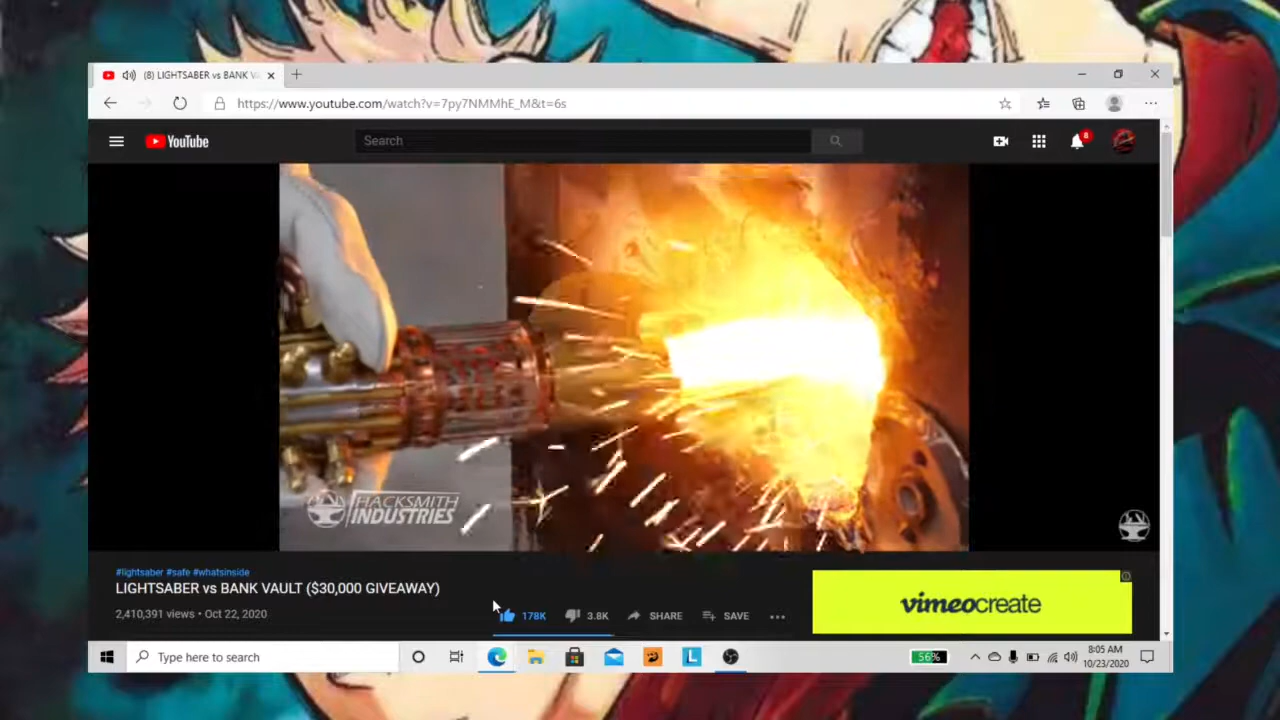 (8) LIGHTSABER vs BANK VA
https://www.youtube.com/watch?v=7py7NMMhE_M&t=6s
YouTube
Search
8
HACKSMITH
INDUSTRIES
#lightsaber #safe #whatsinside
LIGHTSABER vs BANK VAULT ($30,000 GIVEAWAY)
2,410,391 views • Oct 22, 2020
178K
3.8K
SHARE
SAVE
vimeocreate
Type here to search
L
56%
8:05 AM
10/23/2020